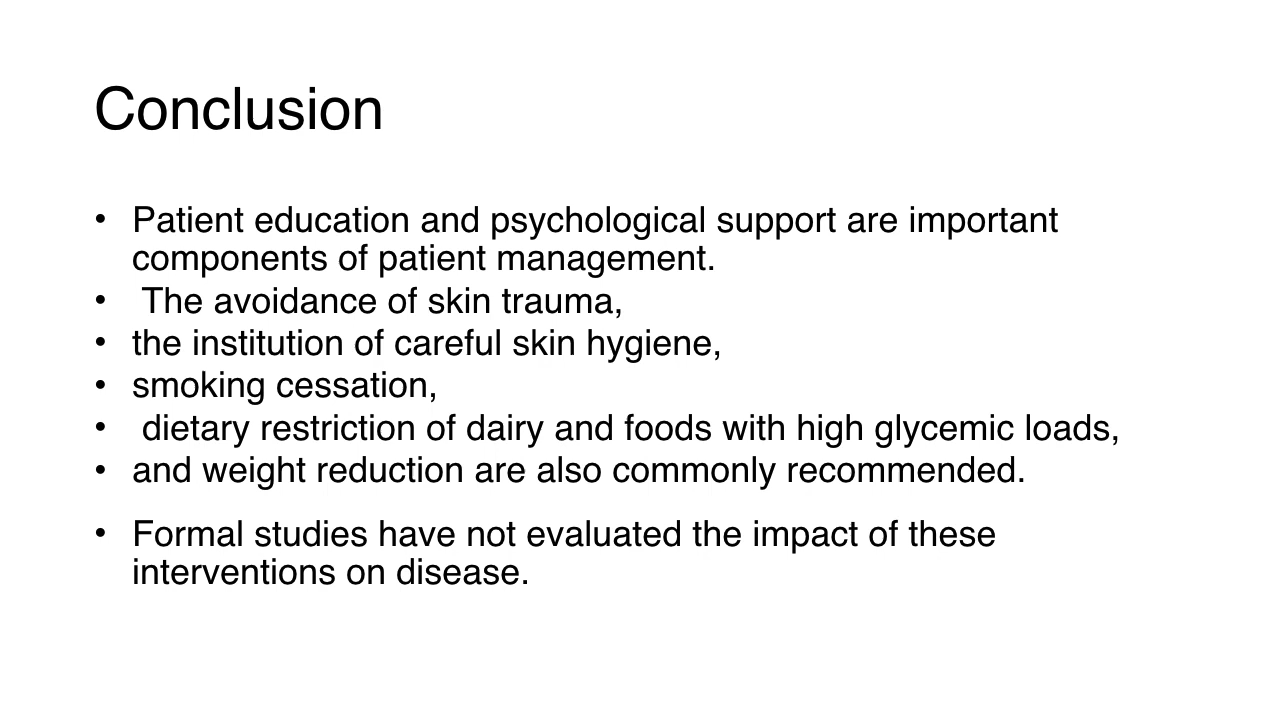 Conclusion
• Patient education and psychological support are important
components of patient management.
• The avoidance of skin trauma,
• the institution of careful skin hygiene,
• smoking cessation,
• dietary restriction of dairy and foods with high glycemic loads,
• and weight reduction are also commonly recommended.
• Formal studies have not evaluated the impact of these
interventions on disease.